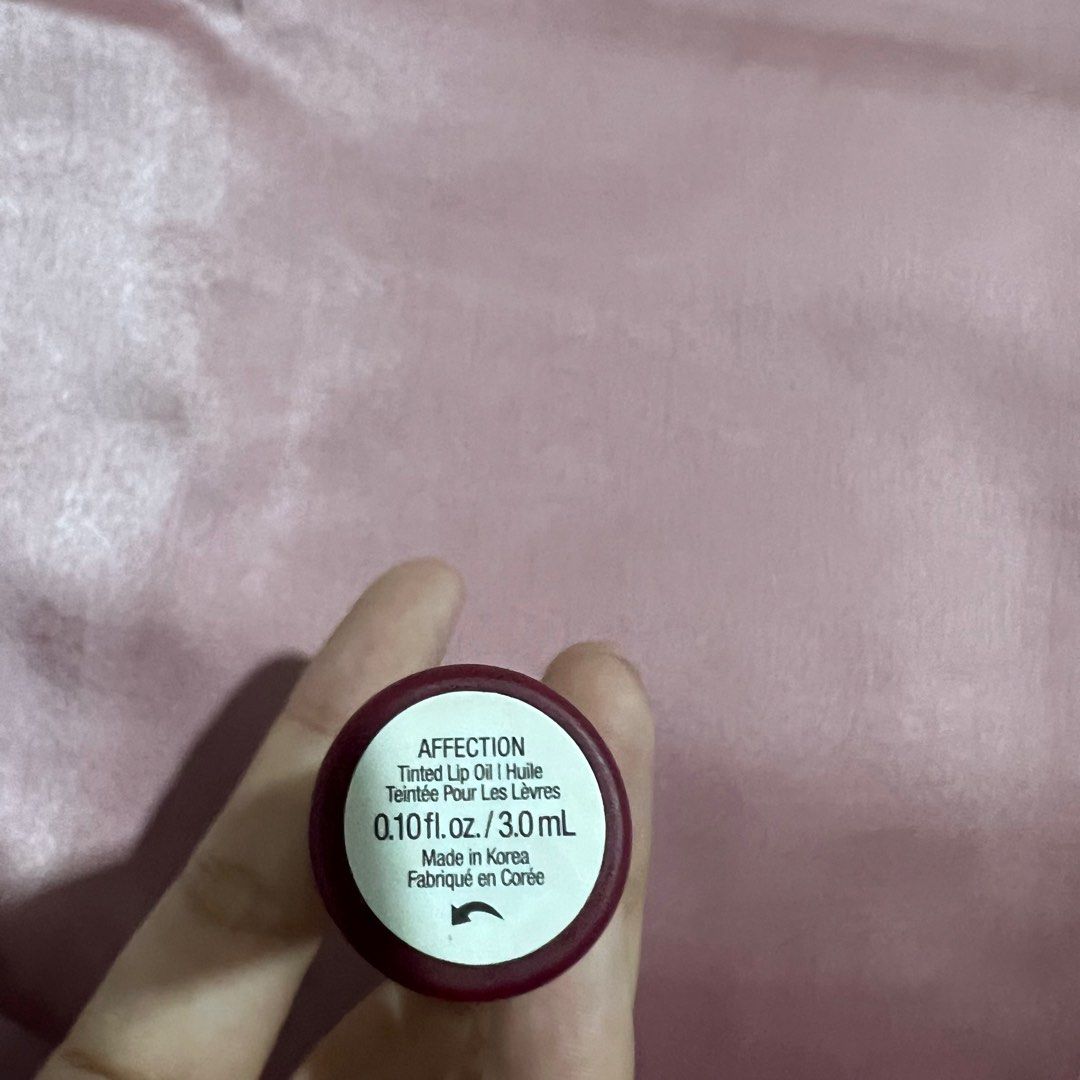 AFFECTION
Tinted Lip Oil | Huile
Teintée Pour Les Lèvres
0.10 fl. oz. / 3.0 mL
Made in Korea
Fabriqué en Corée